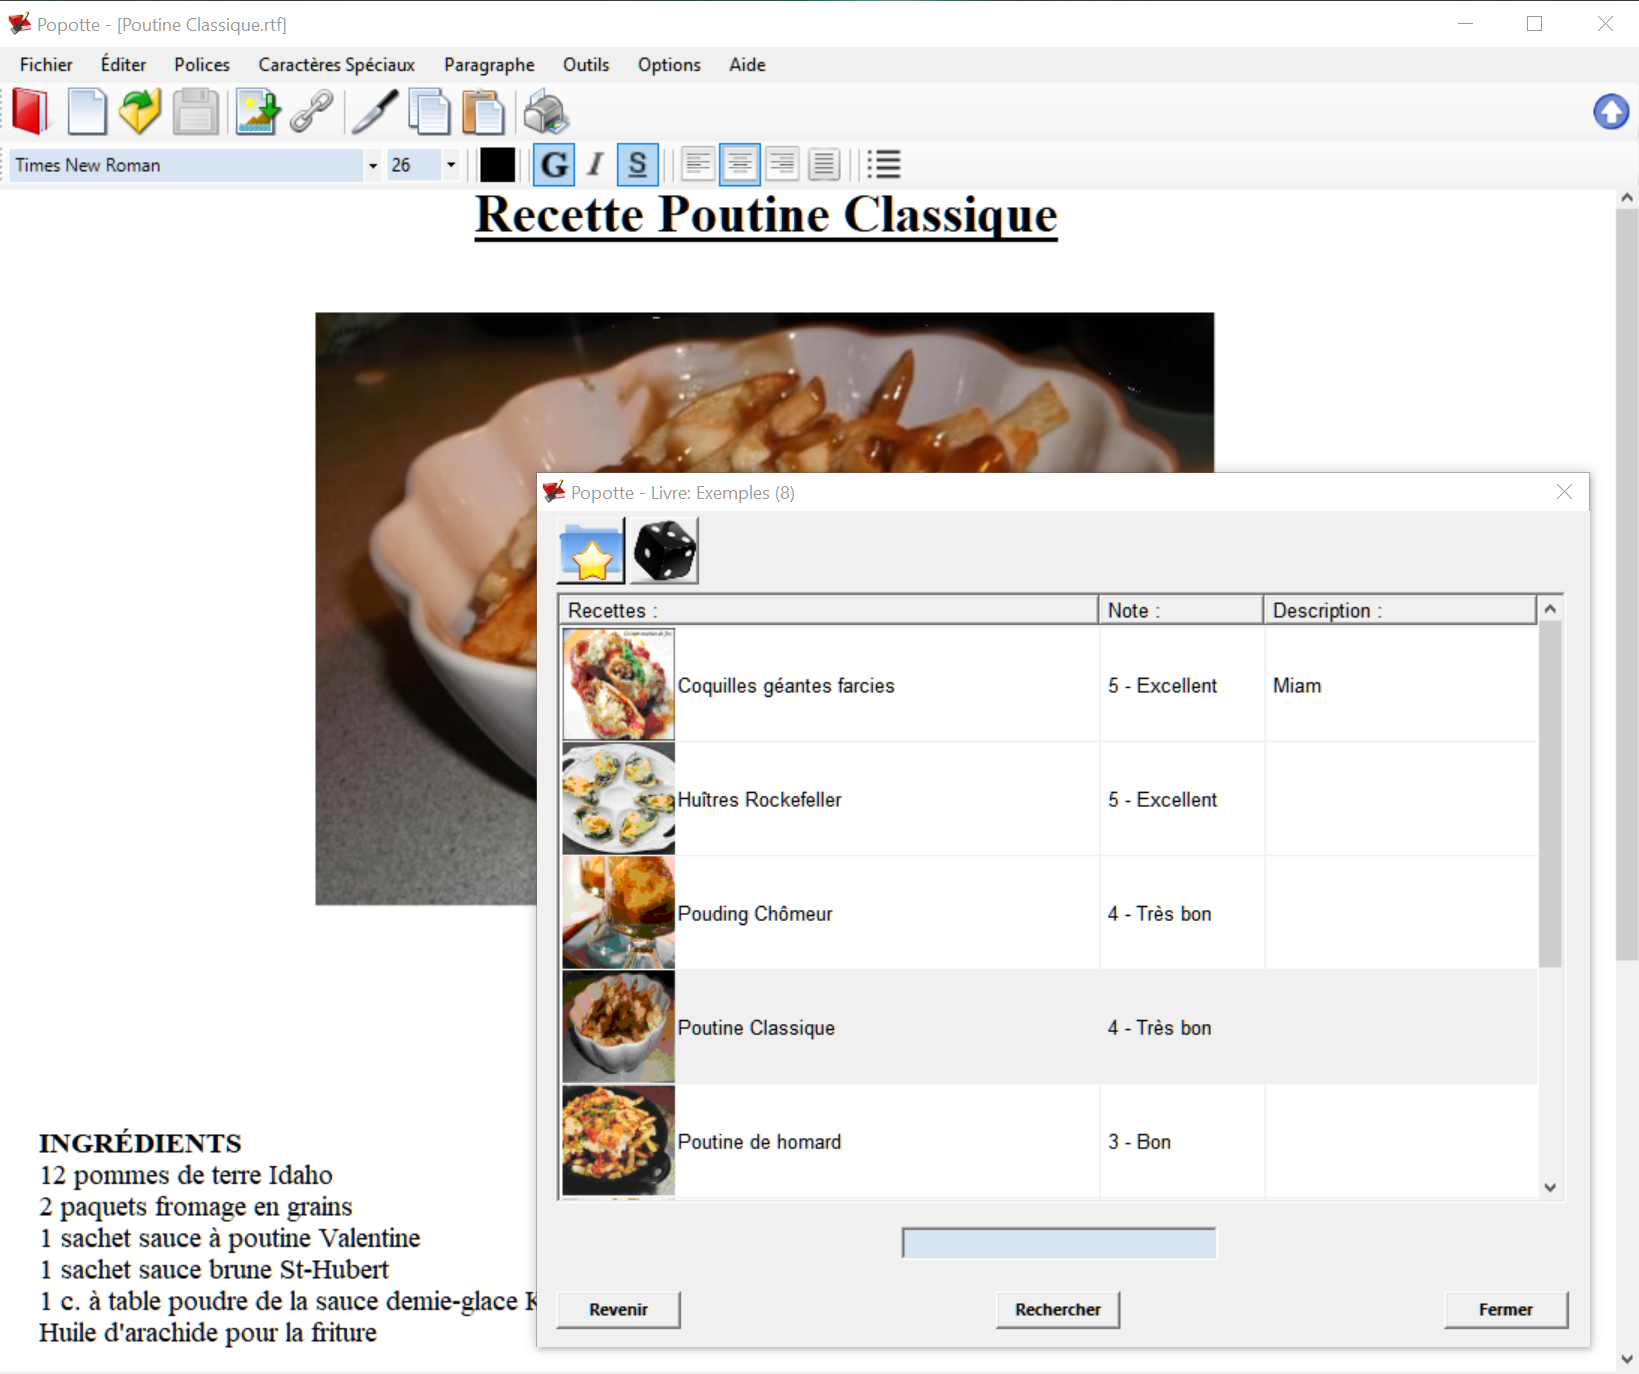 Popotte - [Poutine Classique.rtf]
Fichier Éditer Polices Caractères Spéciaux Paragraphe Outils Options Aide
Times New Roman 26 G I S
Recette Poutine Classique
Popotte - Livre: Exemples (8)
Recettes : Note : Description :
Coquilles géantes farcies 5 - Excellent Miam
Huîtres Rockefeller 5 - Excellent
Pouding Chômeur 4 - Très bon
Poutine Classique 4 - Très bon
Poutine de homard 3 - Bon
Revenir Rechercher Fermer
INGRÉDIENTS
12 pommes de terre Idaho
2 paquets fromage en grains
1 sachet sauce à poutine Valentine
1 sachet sauce brune St-Hubert
1 c. à table poudre de la sauce demie-glace
Huile d'arachide pour la friture